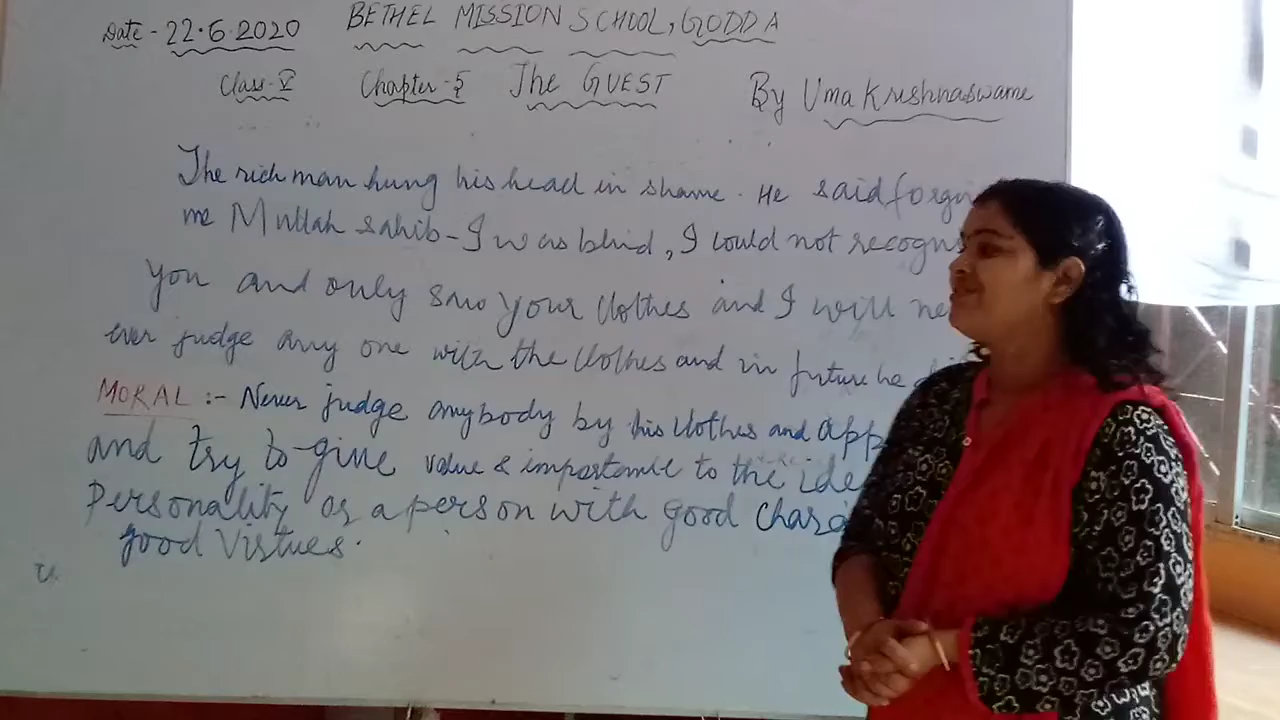 Date - 22.6.2020 BETHEL MISSION SCHOOL, GODDA
Class-V Chapter-5 The GUEST By Uma Krishnaswame
The rich man hung his head in shame. He said forgi
me Mullah sahib - I was blind, I could not recogn
you and only saw your clothes and I will ne
ever judge any one with the clothes and in future he
MORAL :- Never judge anybody by his clothes and app
and try to give value & importance to the ide
Personality or a person with good chara
good Virtues.